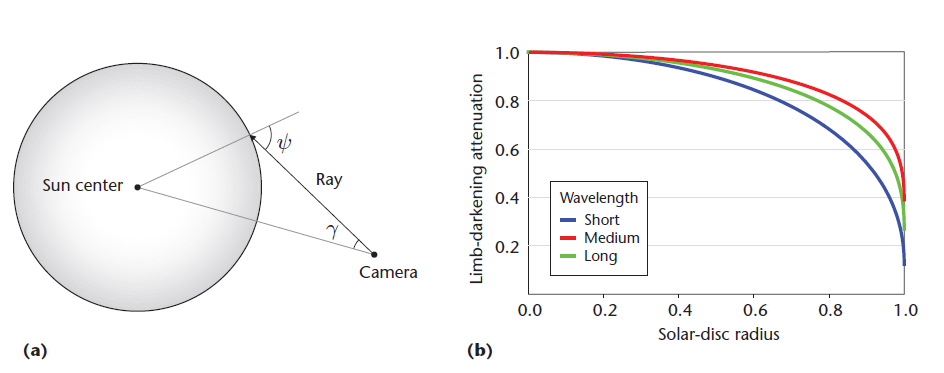 Sun center
ψ
Ray
γ
Camera
(a)
Limb-darkening attenuation
1.0
0.8
0.6
0.4
0.2
Wavelength
Short
Medium
Long
0.0 0.2 0.4 0.6 0.8 1.0
Solar-disc radius
(b)